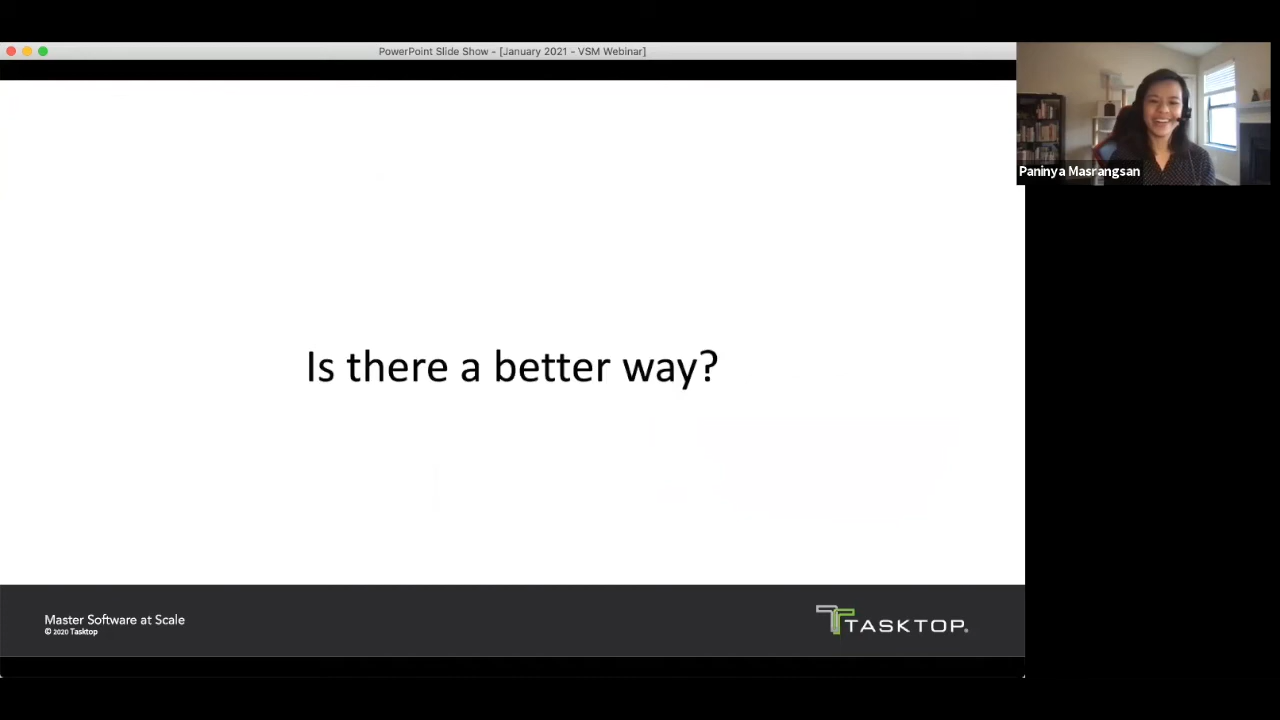 PowerPoint Slide Show - [January 2021 - VSM Webinar]
Paninya Masrangsan
Is there a better way?
Master Software at Scale
© 2020 Tasktop
TASKTOP®